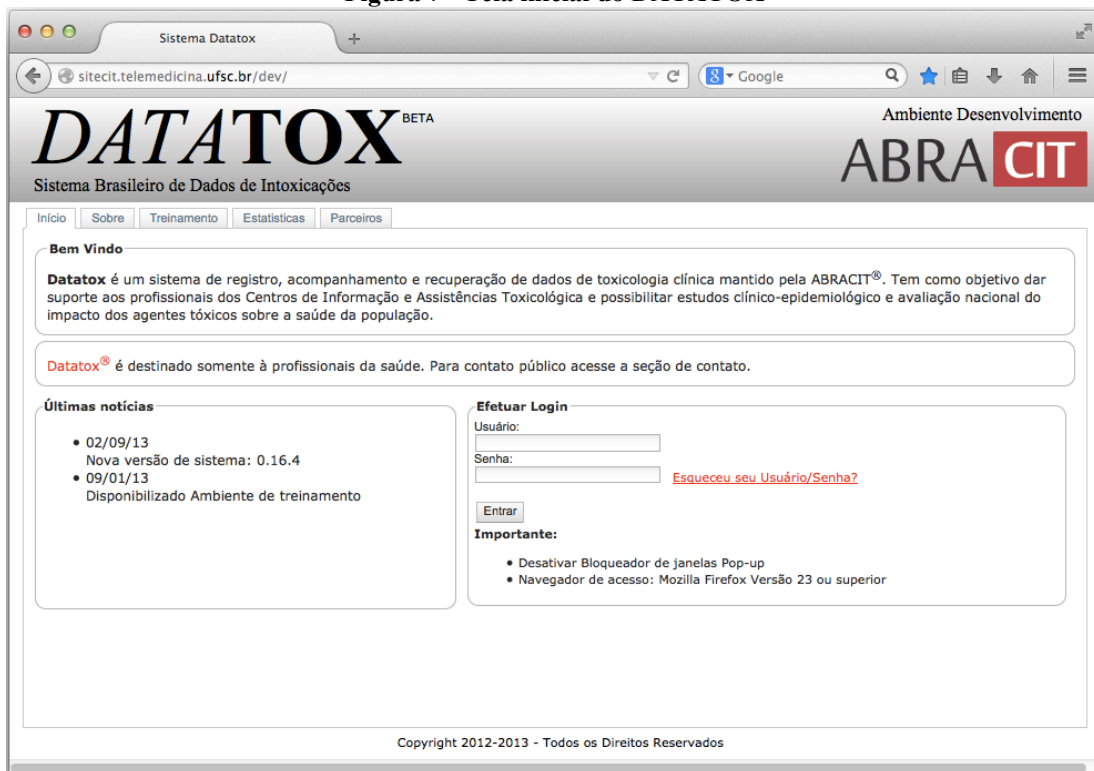 Sistema Datatox
sitecit.telemedicina.ufsc.br/dev/
Google
DATATOX BETA
Sistema Brasileiro de Dados de Intoxicações
Ambiente Desenvolvimento
ABRACIT
Início Sobre Treinamento Estatisticas Parceiros
Bem Vindo
Datatox é um sistema de registro, acompanhamento e recuperação de dados de toxicologia clínica mantido pela ABRACIT®. Tem como objetivo dar
suporte aos profissionais dos Centros de Informação e Assistências Toxicológica e possibilitar estudos clínico-epidemiológico e avaliação nacional do
impacto dos agentes tóxicos sobre a saúde da população.
Datatox® é destinado somente à profissionais da saúde. Para contato público acesse a seção de contato.
Últimas notícias
02/09/13
Nova versão de sistema: 0.16.4
09/01/13
Disponibilizado Ambiente de treinamento
Efetuar Login
Usuário:
Senha:
Esqueceu seu Usuário/Senha?
Entrar
Importante:
Desativar Bloqueador de janelas Pop-up
Navegador de acesso: Mozilla Firefox Versão 23 ou superior
Copyright 2012-2013 - Todos os Direitos Reservados